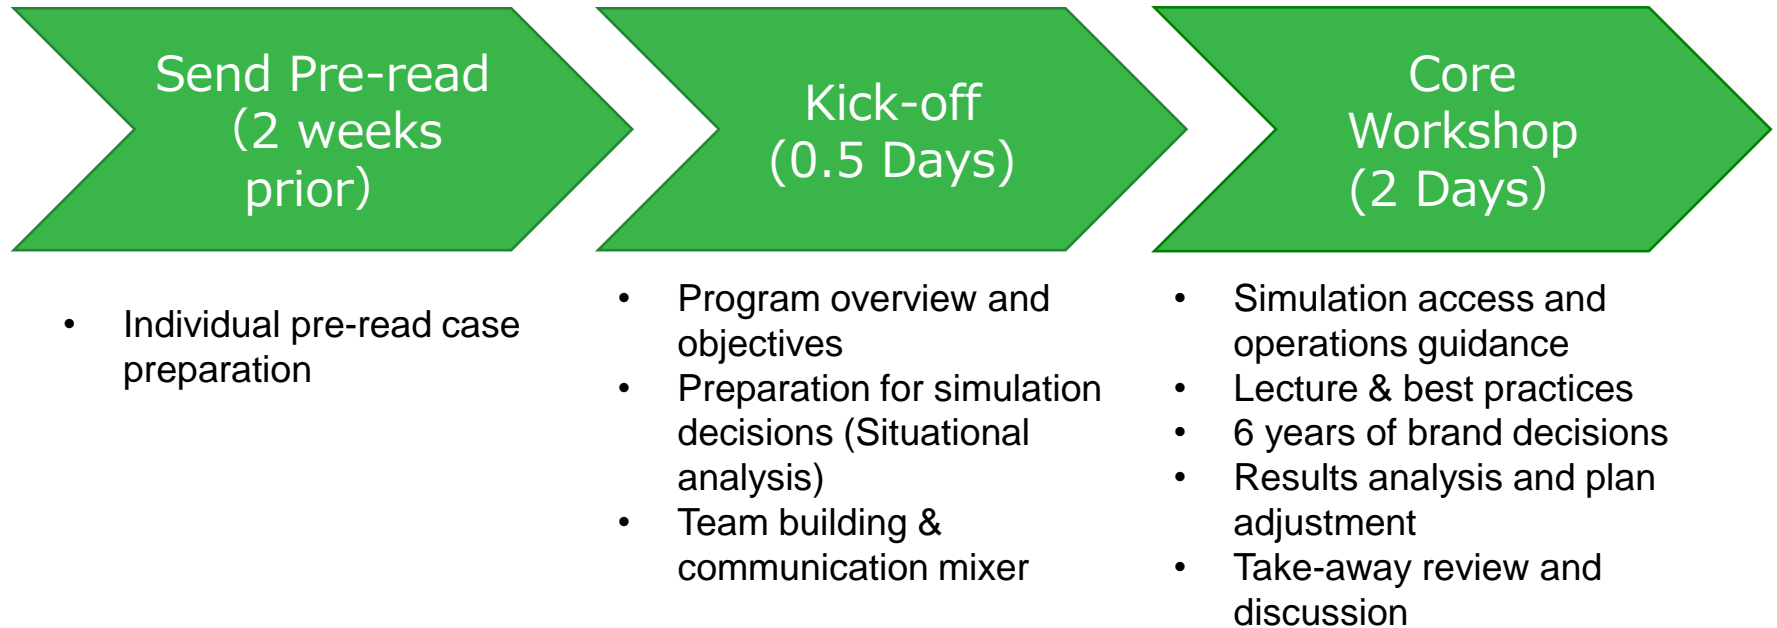 Send Pre-read
(2 weeks
prior)
Kick-off
(0.5 Days)
Core
Workshop
(2 Days)
• Individual pre-read case
preparation
• Program overview and
objectives
• Preparation for simulation
decisions (Situational
analysis)
• Team building &
communication mixer
• Simulation access and
operations guidance
• Lecture & best practices
• 6 years of brand decisions
• Results analysis and plan
adjustment
• Take-away review and
discussion